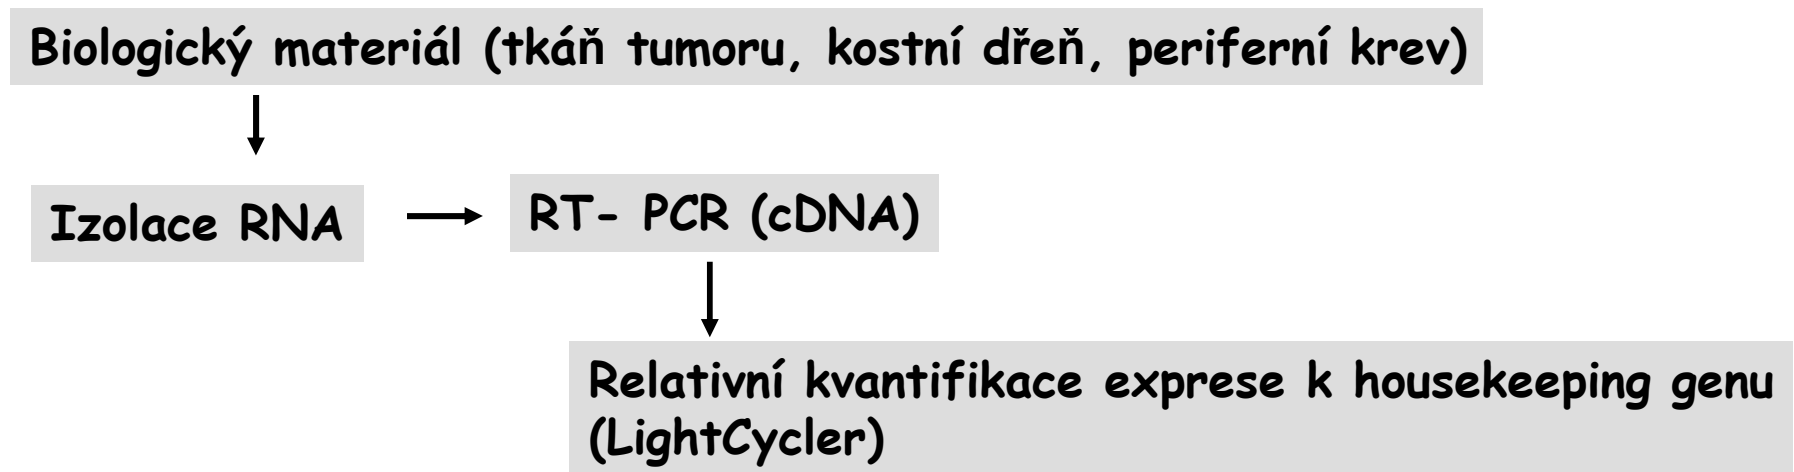 Biologický materiál (tkáň tumoru, kostní dřeň, periferní krev)
Izolace RNA
RT- PCR (cDNA)
Relativní kvantifikace exprese k housekeeping genu
(LightCycler)